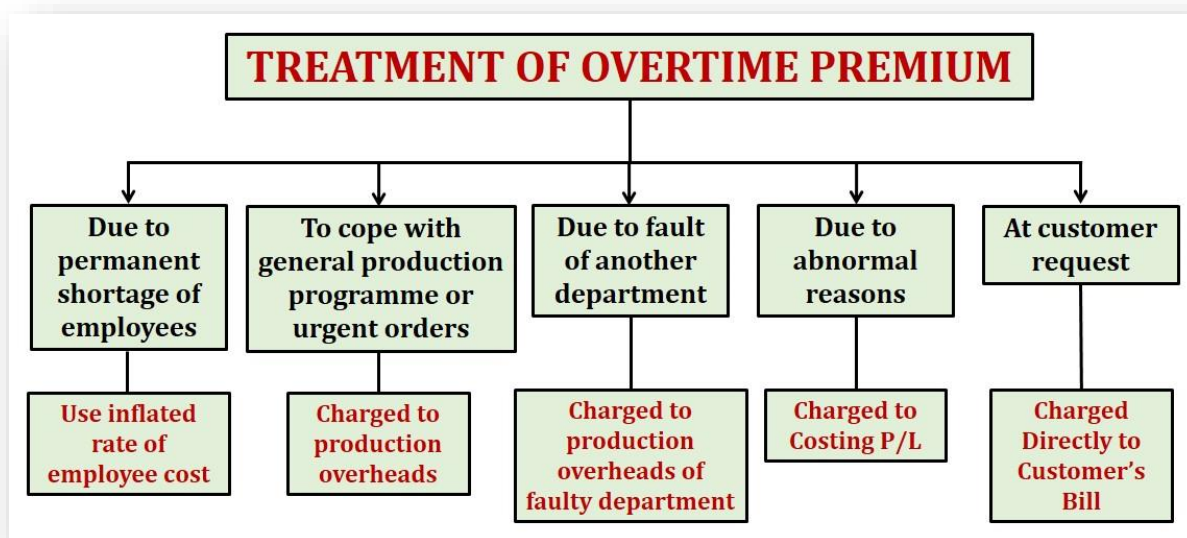 TREATMENT OF OVERTIME PREMIUM
Due to
permanent
shortage of
employees
To cope with
general production
programme or
urgent orders
Due to fault
of another
department
Due to
abnormal
reasons
At customer
request
Use inflated
rate of
employee cost
Charged to
production
overheads
Charged to
production
overheads of
faulty department
Charged to
Costing P/L
Charged
Directly to
Customer’s
Bill